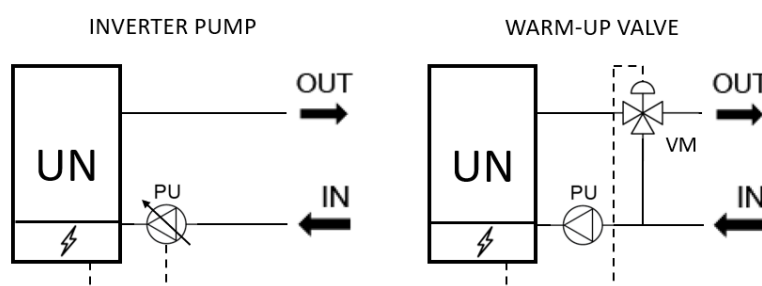 INVERTER PUMP
WARM-UP VALVE
OUT
UN
PU
IN
OUT
VM
UN
PU
IN